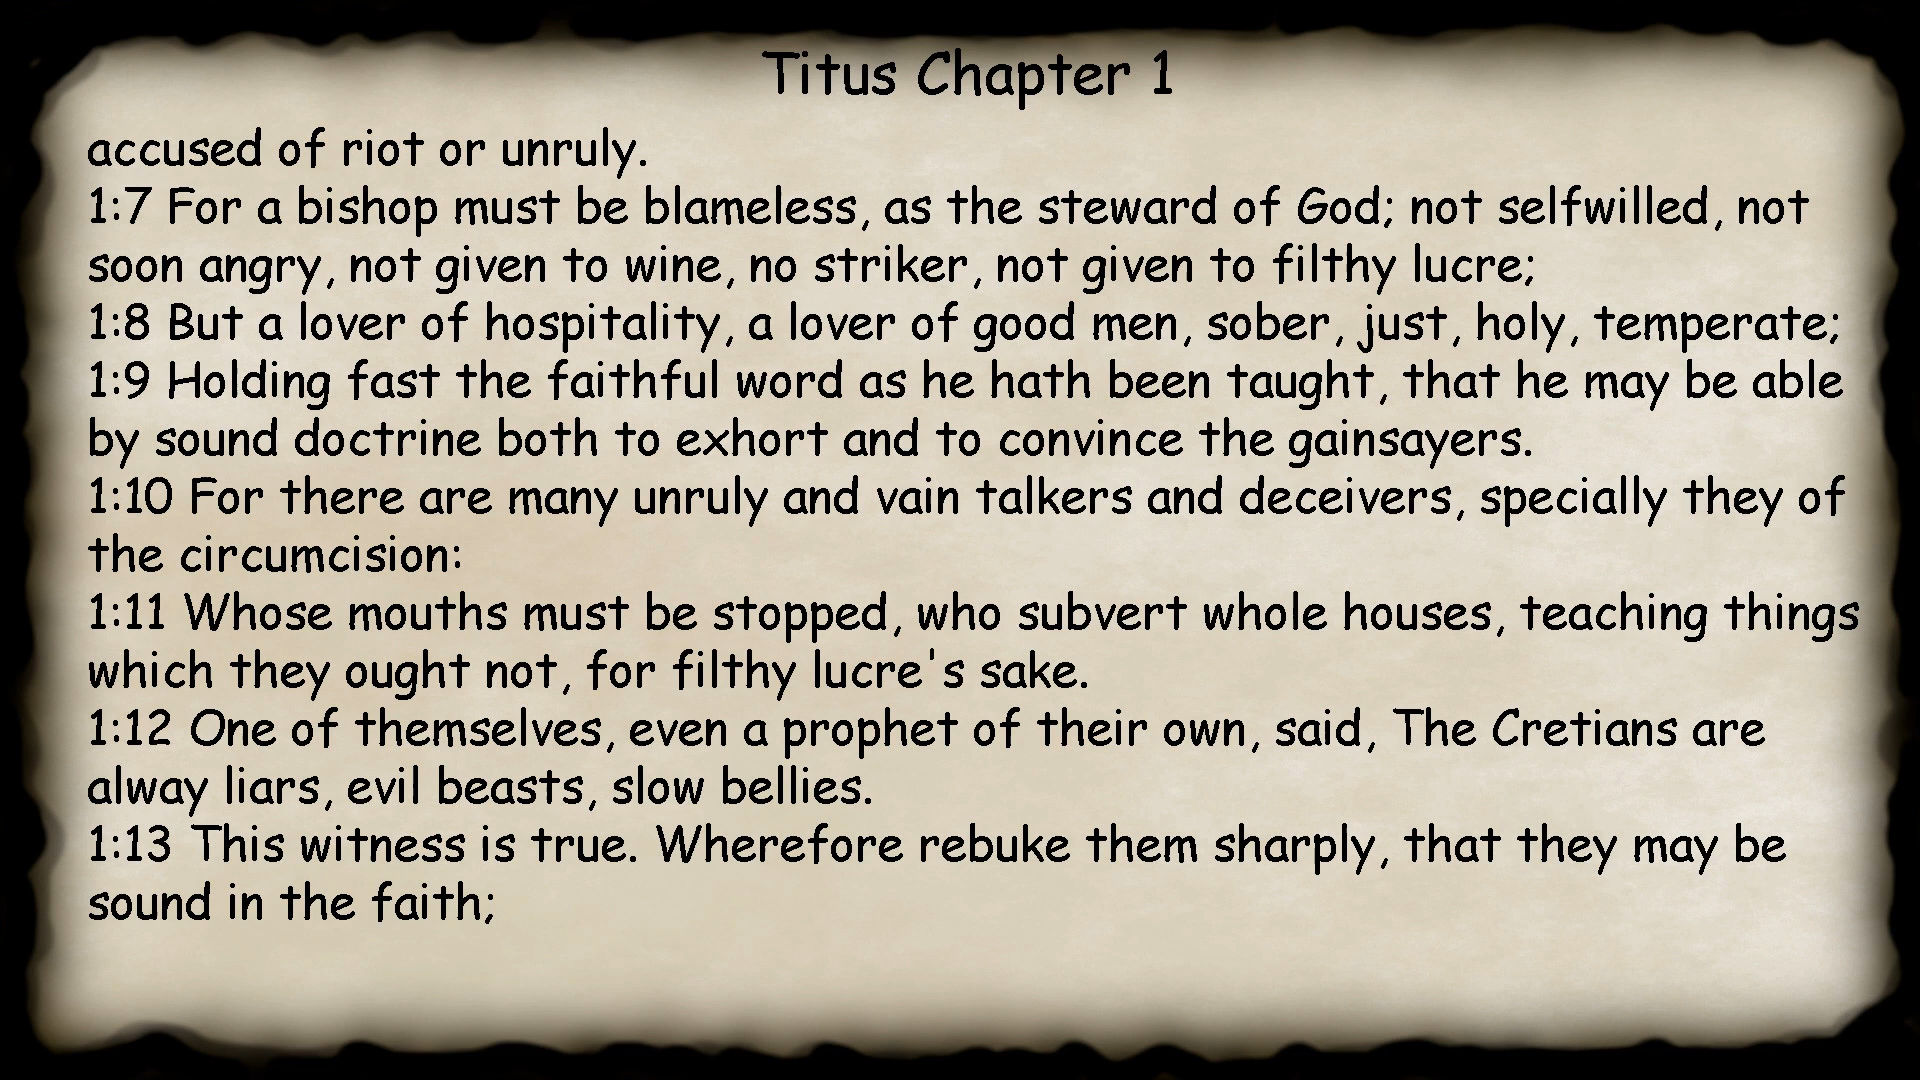 Titus Chapter 1
accused of riot or unruly.
1:7 For a bishop must be blameless, as the steward of God; not selfwilled, not
soon angry, not given to wine, no striker, not given to filthy lucre;
1:8 But a lover of hospitality, a lover of good men, sober, just, holy, temperate;
1:9 Holding fast the faithful word as he hath been taught, that he may be able
by sound doctrine both to exhort and to convince the gainsayers.
1:10 For there are many unruly and vain talkers and deceivers, specially they of
the circumcision:
1:11 Whose mouths must be stopped, who subvert whole houses, teaching things
which they ought not, for filthy lucre's sake.
1:12 One of themselves, even a prophet of their own, said, The Cretians are
alway liars, evil beasts, slow bellies.
1:13 This witness is true. Wherefore rebuke them sharply, that they may be
sound in the faith;